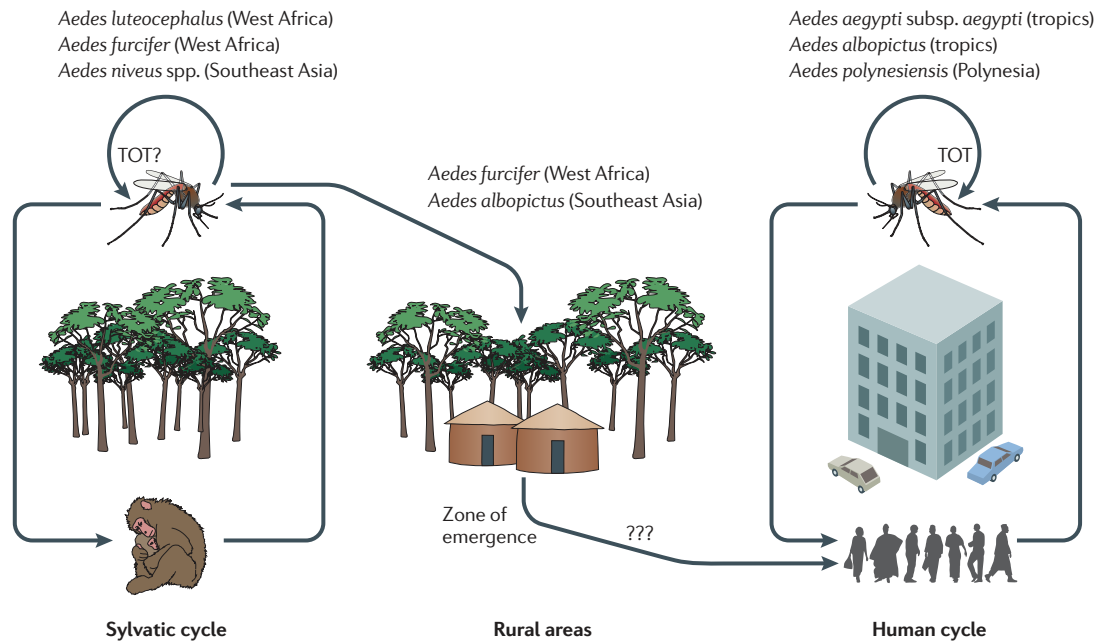 Aedes luteocephalus (West Africa)
Aedes furcifer (West Africa)
Aedes niveus spp. (Southeast Asia)
Aedes aegypti subsp. aegypti (tropics)
Aedes albopictus (tropics)
Aedes polynesiensis (Polynesia)
TOT?
TOT
Aedes furcifer (West Africa)
Aedes albopictus (Southeast Asia)
Zone of
emergence
???
Sylvatic cycle
Rural areas
Human cycle